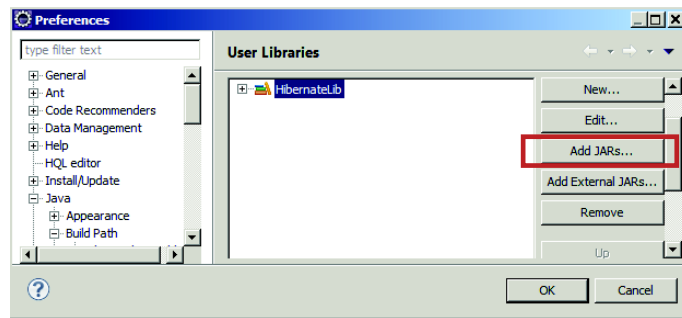 Preferences
type filter text
General
Ant
Code Recommenders
Data Management
Help
HQL editor
Install/Update
Java
Appearance
Build Path
User Libraries
HibernateLib
New...
Edit...
Add JARs...
Add External JARs...
Remove
Up
OK
Cancel